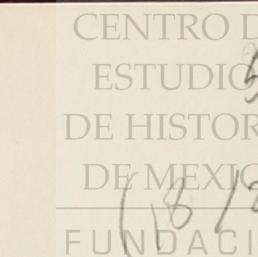 CENTRO D
ESTUDIO
DE HISTOR
DE MEXIC
FUNDACI